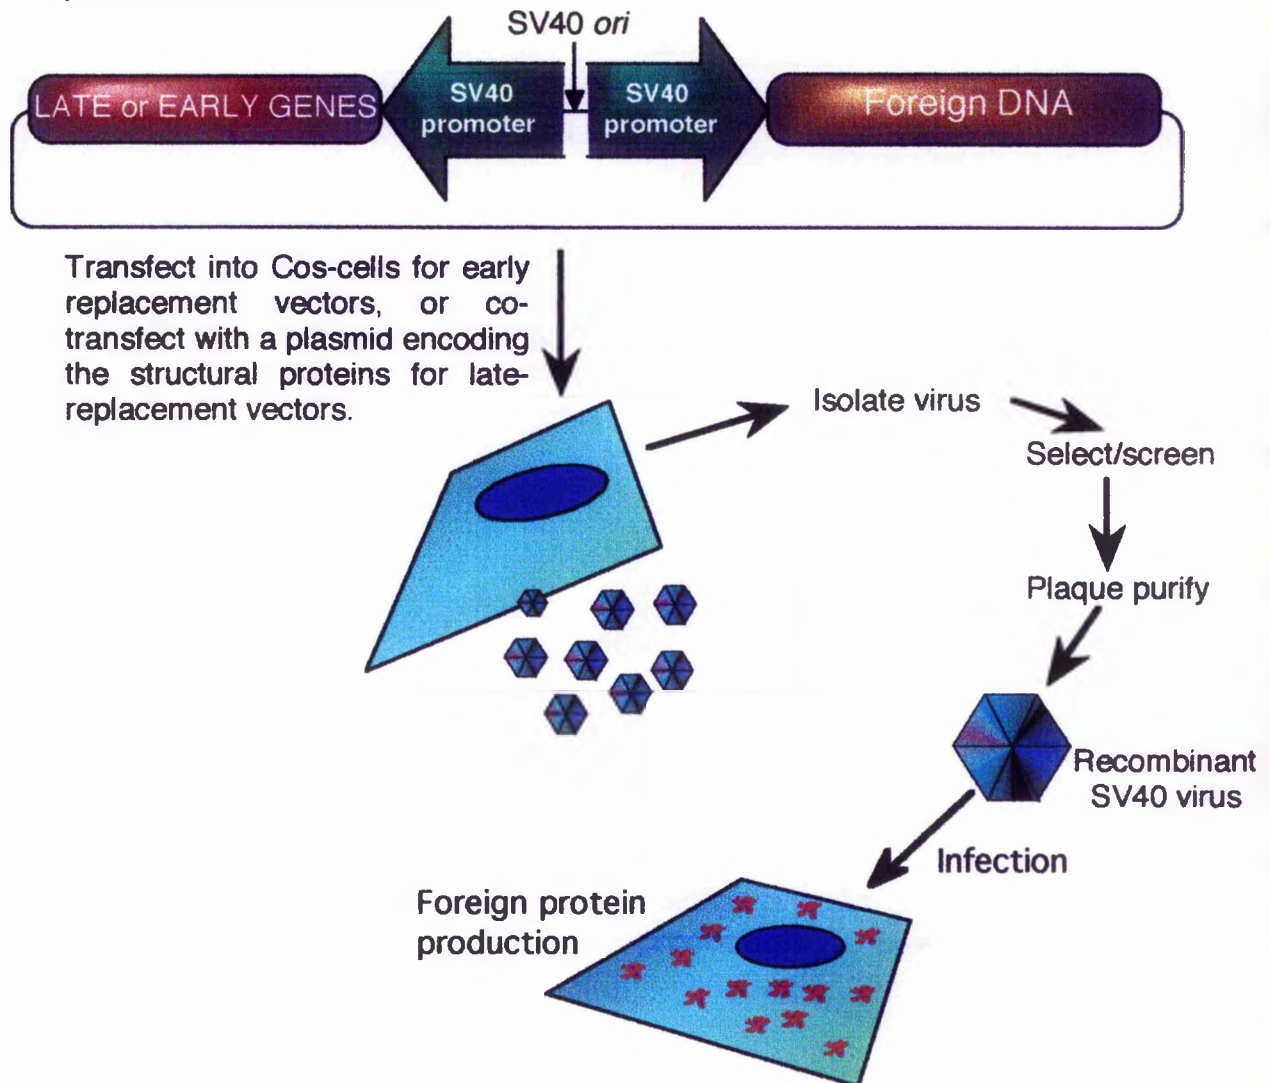 SV40 ori
LATE or EARLY GENES
SV40
promoter
SV40
promoter
Foreign DNA
Transfect into Cos-cells for early
replacement vectors, or co-
transfect with a plasmid encoding
the structural proteins for late-
replacement vectors.
Isolate virus
Select/screen
Plaque purify
Recombinant
SV40 virus
Infection
Foreign protein
production